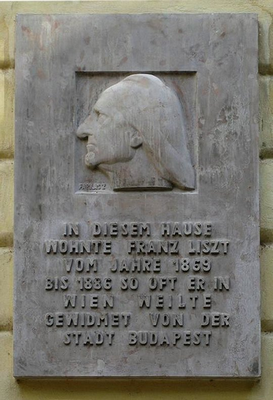 IN DIESEM HAUSE
WOHNTE FRANZ LISZT
VOM JAHRE 1869
BIS 1886 SO OFT ER IN
WIEN WEILTE
GEWIDMET VON DER
STADT BUDAPEST